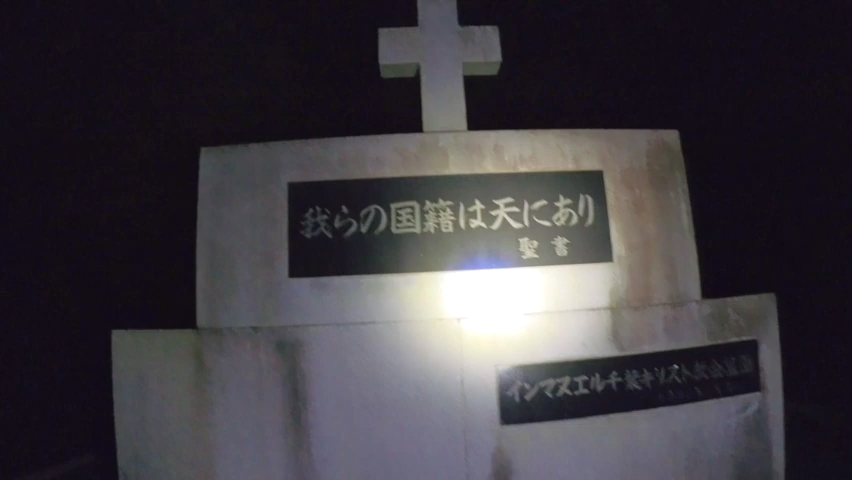 我らの国籍は天にあり
聖書
インマヌエル千葉キリスト教会墓園